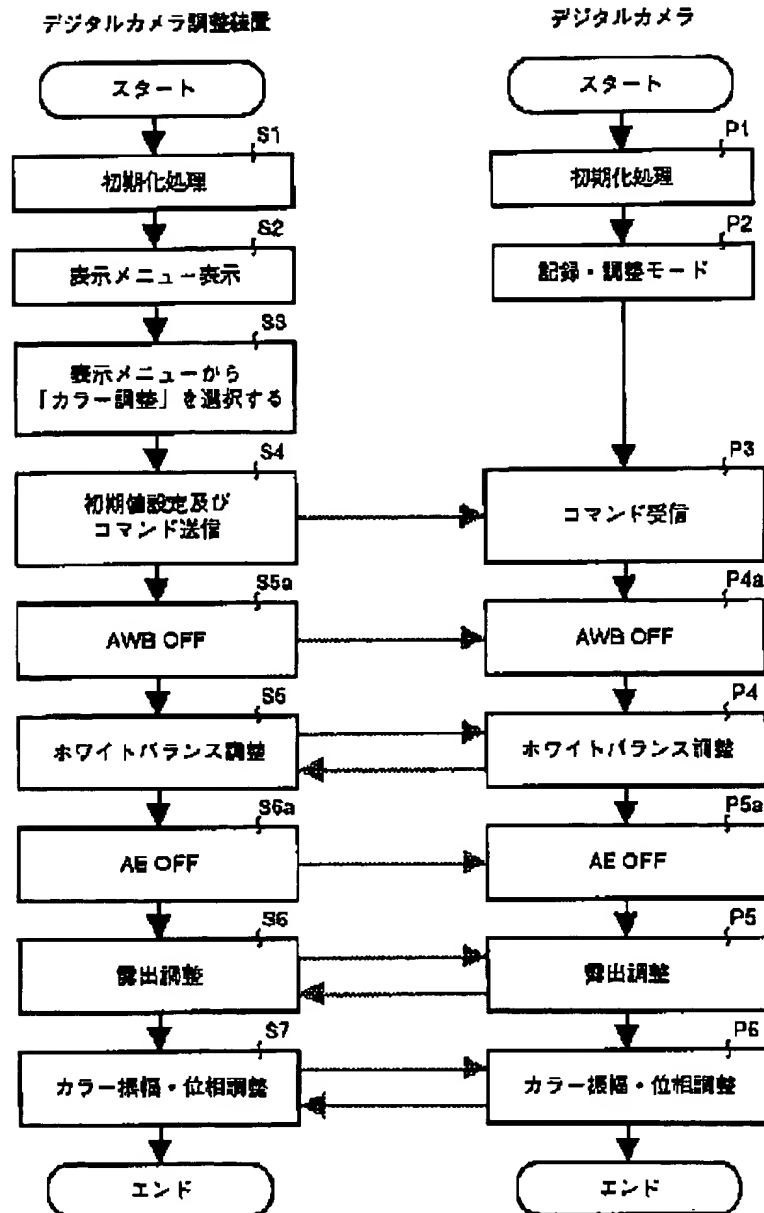 デジタルカメラ調整装置
スタート
S1
初期化処理
S2
表示メニュー表示
S3
表示メニューから
「カラー調整」を選択する
S4
初期値設定及び
コマンド送信
S5a
AWB OFF
S5
ホワイトバランス調整
S6a
AE OFF
S6
露出調整
S7
カラー振幅・位相調整
エンド
デジタルカメラ
スタート
P1
初期化処理
P2
記録・調整モード
P3
コマンド受信
P4a
AWB OFF
P4
ホワイトバランス調整
P5a
AE OFF
P5
露出調整
P6
カラー振幅・位相調整
エンド